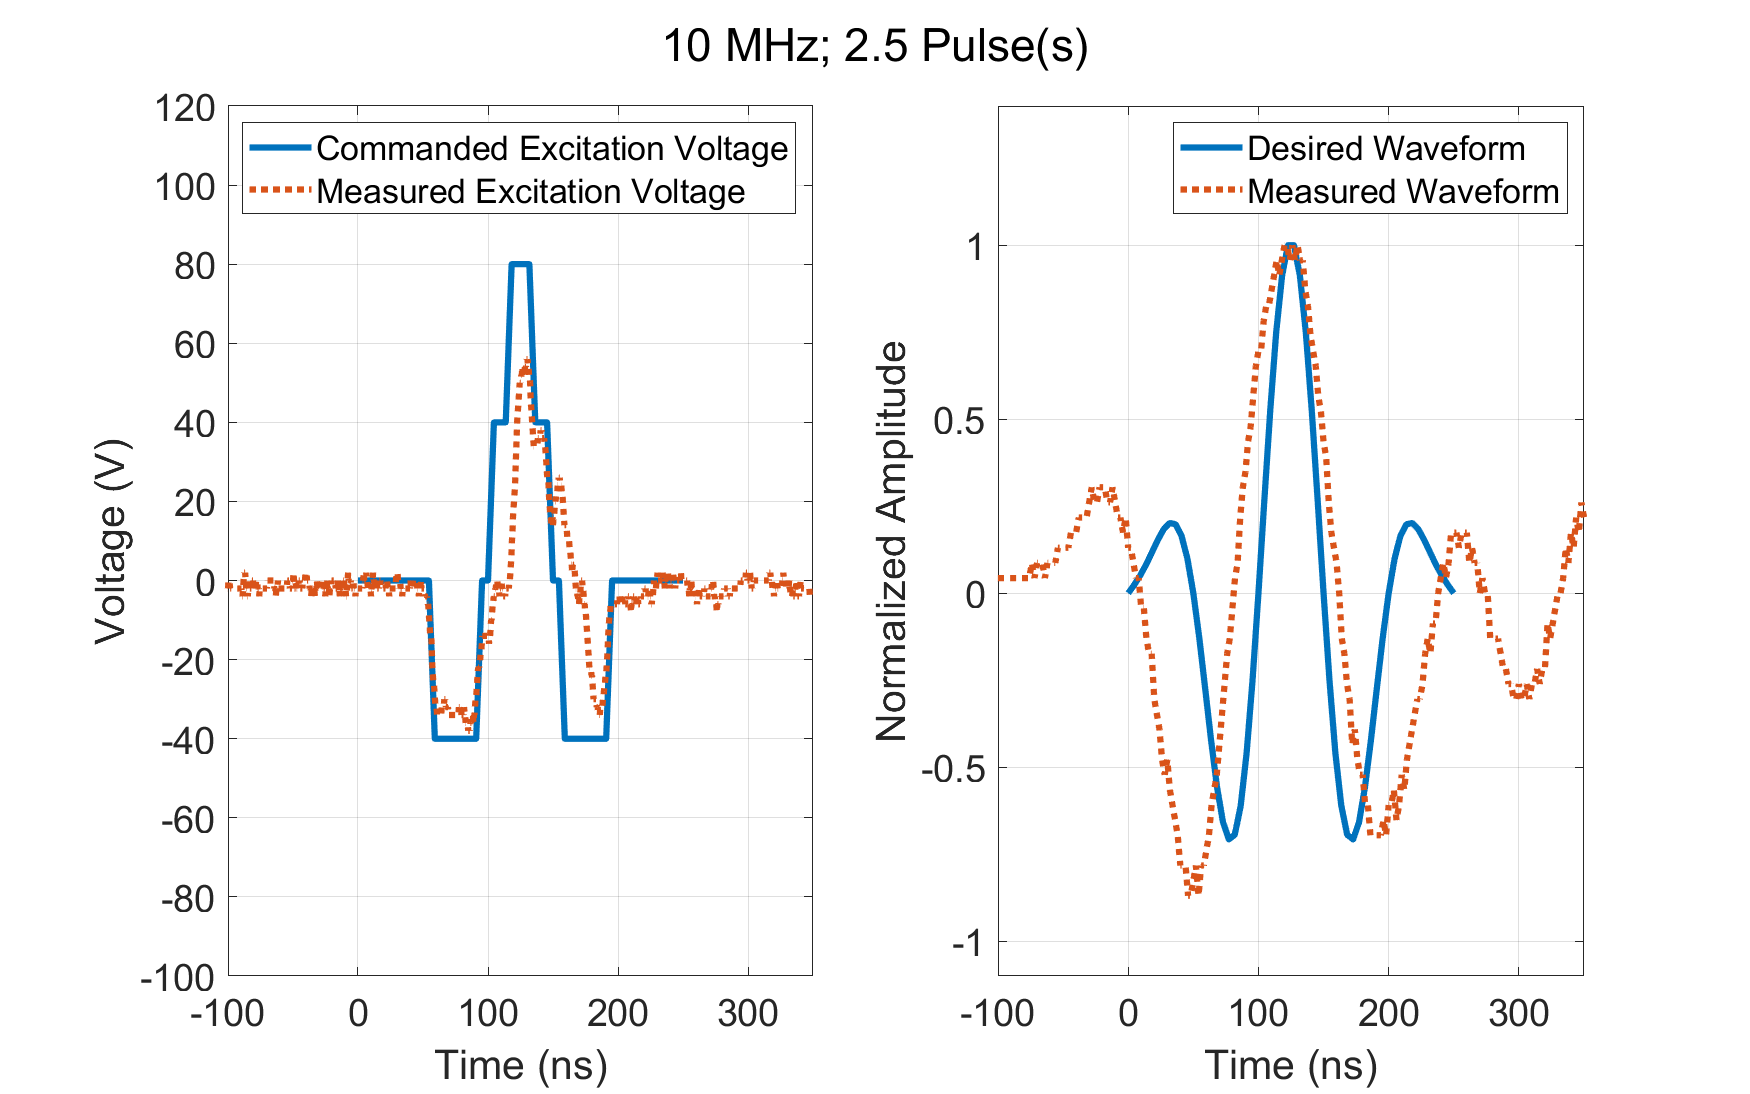 10 MHz; 2.5 Pulse(s)
Commanded Excitation Voltage
Measured Excitation Voltage
120
100
80
60
40
20
0
-20
-40
-60
-80
-100
Voltage (V)
-100 0 100 200 300
Time (ns)
Desired Waveform
Measured Waveform
1
0.5
0
-0.5
-1
Normalized Amplitude
-100 0 100 200 300
Time (ns)